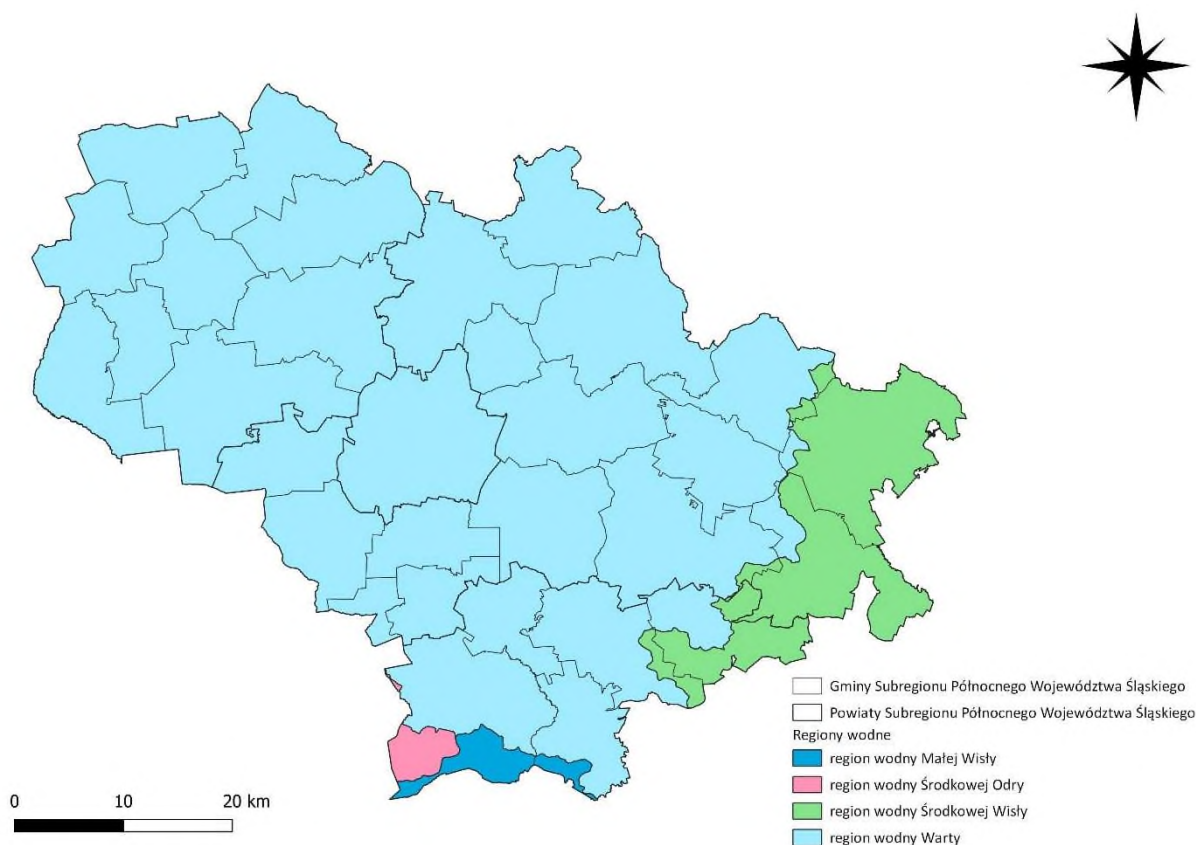 Gminy Subregionu Północnego Województwa Śląskiego
Powiaty Subregionu Północnego Województwa Śląskiego
Regiony wodne
region wodny Małej Wisły
region wodny Środkowej Odry
region wodny Środkowej Wisły
region wodny Warty
0 10 20 km